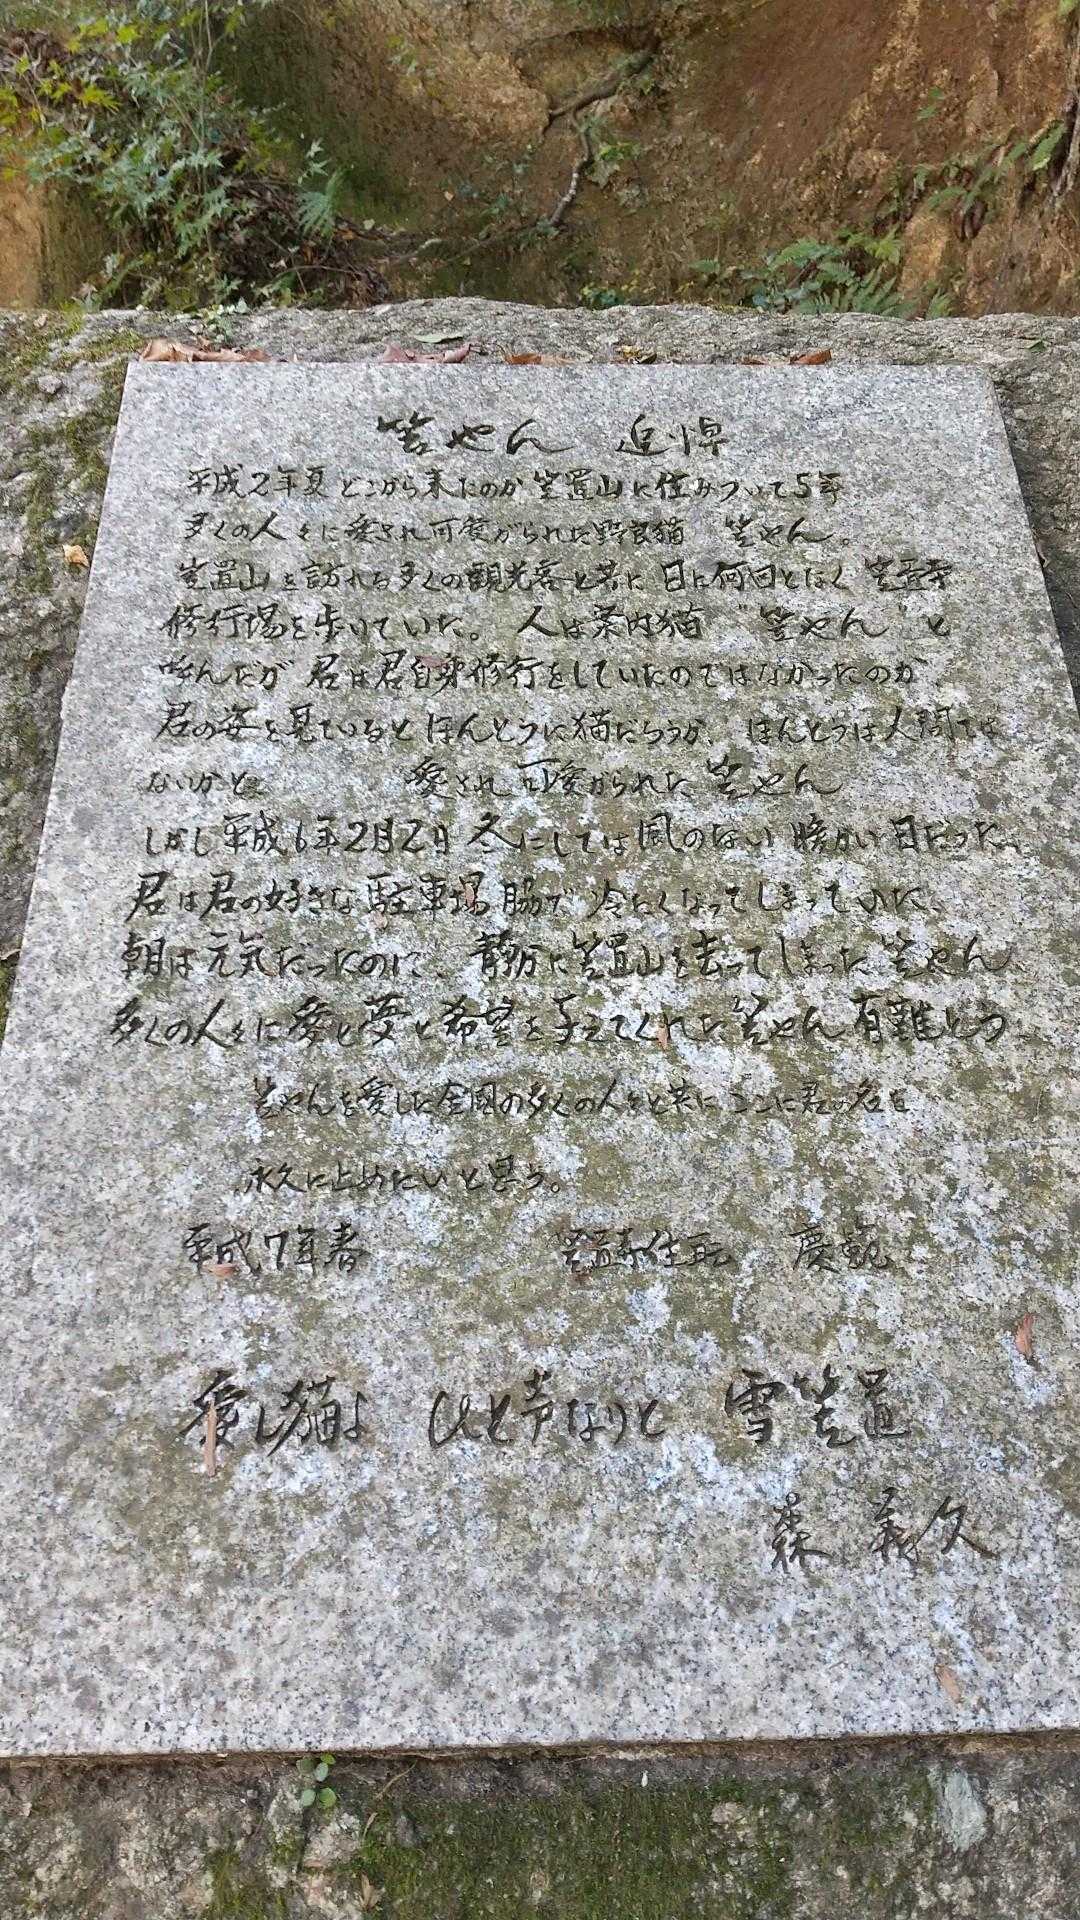 笠やん 追悼
平成2年夏 どこから来たのか 笠置山に住みついて5年
多くの人々に愛され可愛がられた野良猫 笠やん。
笠置山を訪れる多くの観光客と共に 日に何回となく 笠置寺
修行場を歩いていた。 人は案内猫 "笠やん" と
呼んだが 君は君自身修行をしていたのではなかったのか
君の姿を見ているとほんとうに猫だろうか、ほんとうは人間では
ないかと。 愛され可愛がられた 笠やん
しかし平成6年2月2日 冬にしては風のない 暖かい日だった、
君は君の好きな駐車場脇で冷たくなってしまっていた、
朝は元気だったのに、静かに笠置山を去ってしまった笠やん、
多くの人々に愛と夢と希望を与えてくれた笠やん有難とう、
笠やんを愛した全国の多くの人々と共にここに君の名を
永久に止めたいと思う。
平成7年春 笠置寺住職 慶範
愛し猫よ ひと声なりと 雪笠置
森 義久